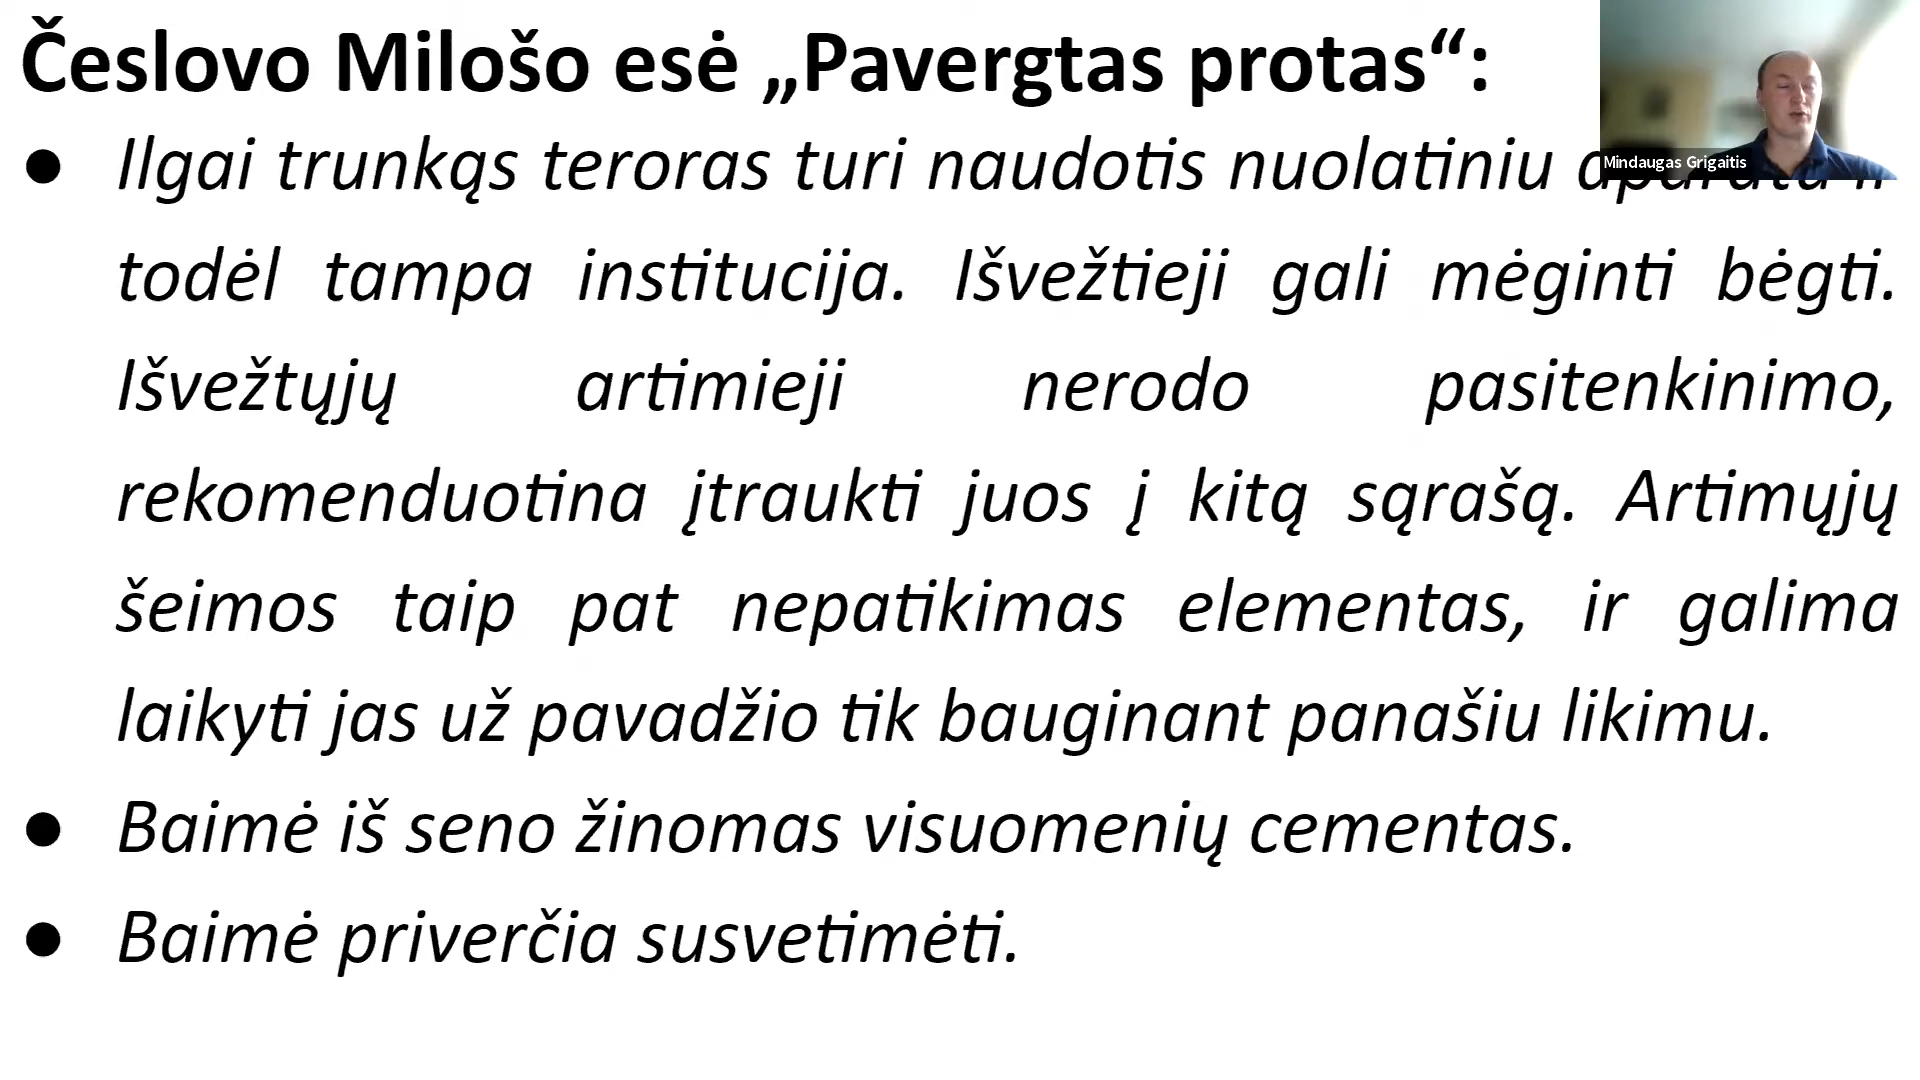 Česlovo Milošo esė „Pavergtas protas“:
● Ilgai trunkąs teroras turi naudotis nuolatiniu
todėl tampa institucija. Išvežtieji gali mėginti bėgti.
Išvežtųjų artimieji nerodo pasitenkinimo,
rekomenduotina įtraukti juos į kitą sąrašą. Artimųjų
šeimos taip pat nepatikimas elementas, ir galima
laikyti jas už pavadžio tik bauginant panašiu likimu.
● Baimė iš seno žinomas visuomenių cementas.
● Baimė priverčia susvetimėti.
Mindaugas Grigaitis